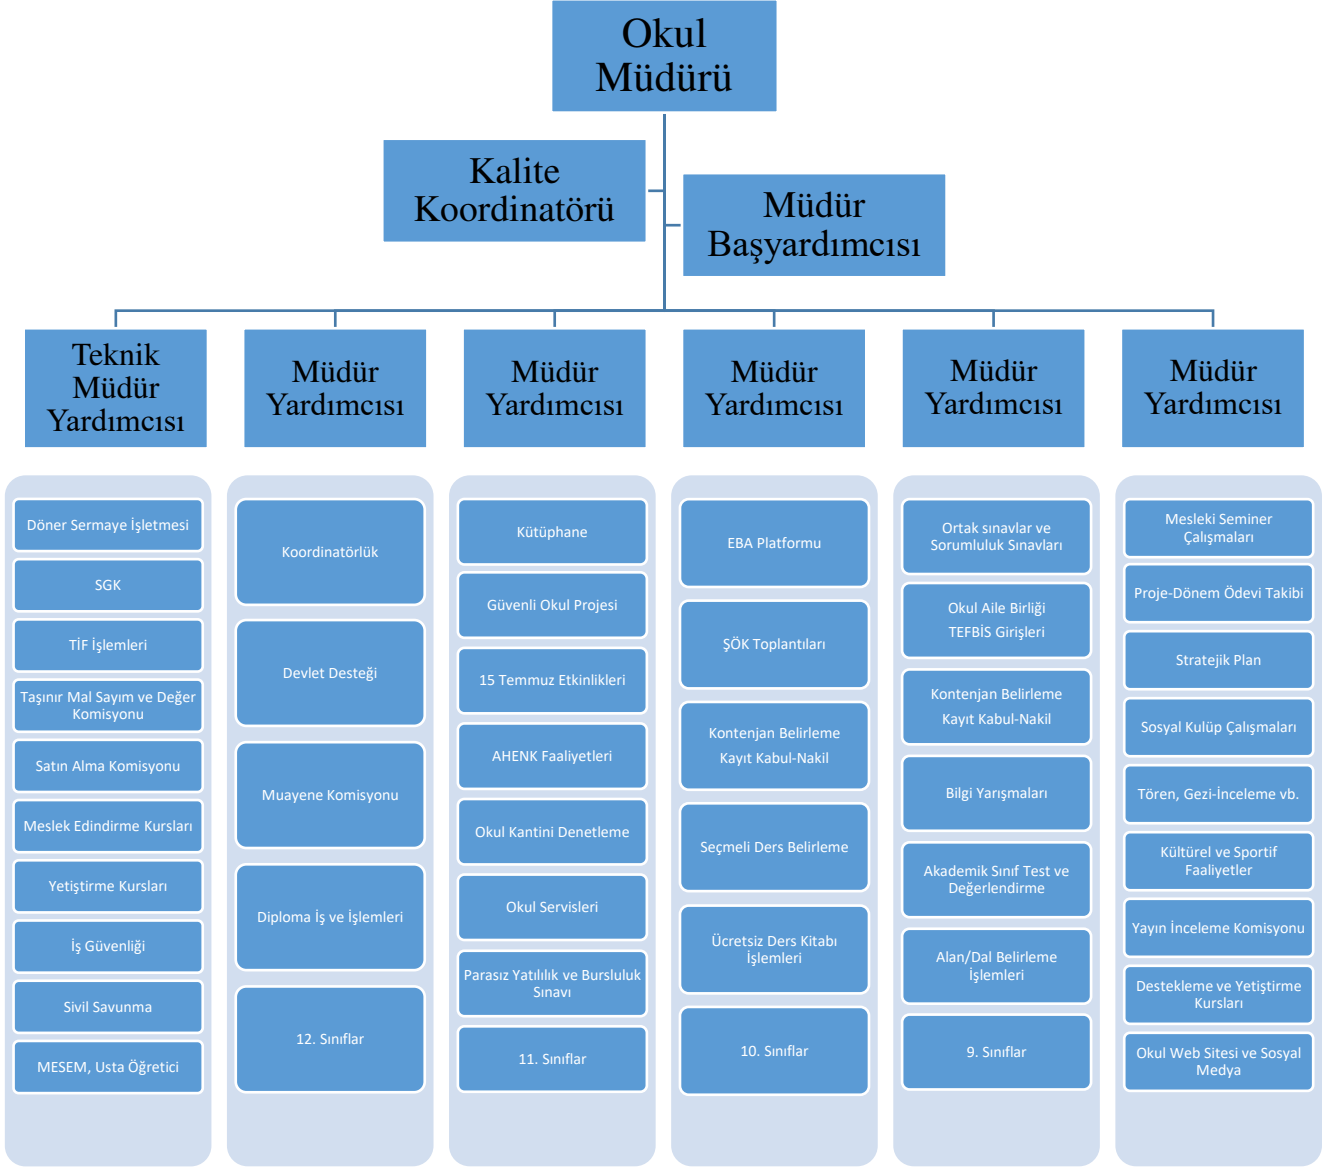 Okul
Müdürü
Kalite
Koordinatörü
Müdür
Başyardımcısı
Teknik
Müdür
Yardımcısı
Müdür
Yardımcısı
Müdür
Yardımcısı
Müdür
Yardımcısı
Müdür
Yardımcısı
Müdür
Yardımcısı
Döner Sermaye İşletmesi
SGK
TİF İşlemleri
Taşınır Mal Sayım ve Değer
Komisyonu
Satın Alma Komisyonu
Meslek Edindirme Kursları
Yetiştirme Kursları
İş Güvenliği
Sivil Savunma
MESEM, Usta Öğretici
Koordinatörlük
Devlet Desteği
Muayene Komisyonu
Diploma İş ve İşlemleri
12. Sınıflar
Kütüphane
Güvenli Okul Projesi
15 Temmuz Etkinlikleri
AHENK Faaliyetleri
Okul Kantini Denetleme
Okul Servisleri
Parasız Yatılılık ve Bursluluk
Sınavı
11. Sınıflar
EBA Platformu
ŞÖK Toplantıları
Kontenjan Belirleme
Kayıt Kabul-Nakil
Seçmeli Ders Belirleme
Ücretsiz Ders Kitabı
İşlemleri
10. Sınıflar
Ortak sınavlar ve
Sorumluluk Sınavları
Okul Aile Birliği
TEFBİS Girişleri
Kontenjan Belirleme
Kayıt Kabul-Nakil
Bilgi Yarışmaları
Akademik Sınıf Test ve
Değerlendirme
Alan/Dal Belirleme
İşlemleri
9. Sınıflar
Mesleki Seminer
Çalışmaları
Proje-Dönem Ödevi Takibi
Stratejik Plan
Sosyal Kulüp Çalışmaları
Tören, Gezi-İnceleme vb.
Kültürel ve Sportif
Faaliyetler
Yayın İnceleme Komisyonu
Destekleme ve Yetiştirme
Kursları
Okul Web Sitesi ve Sosyal
Medya